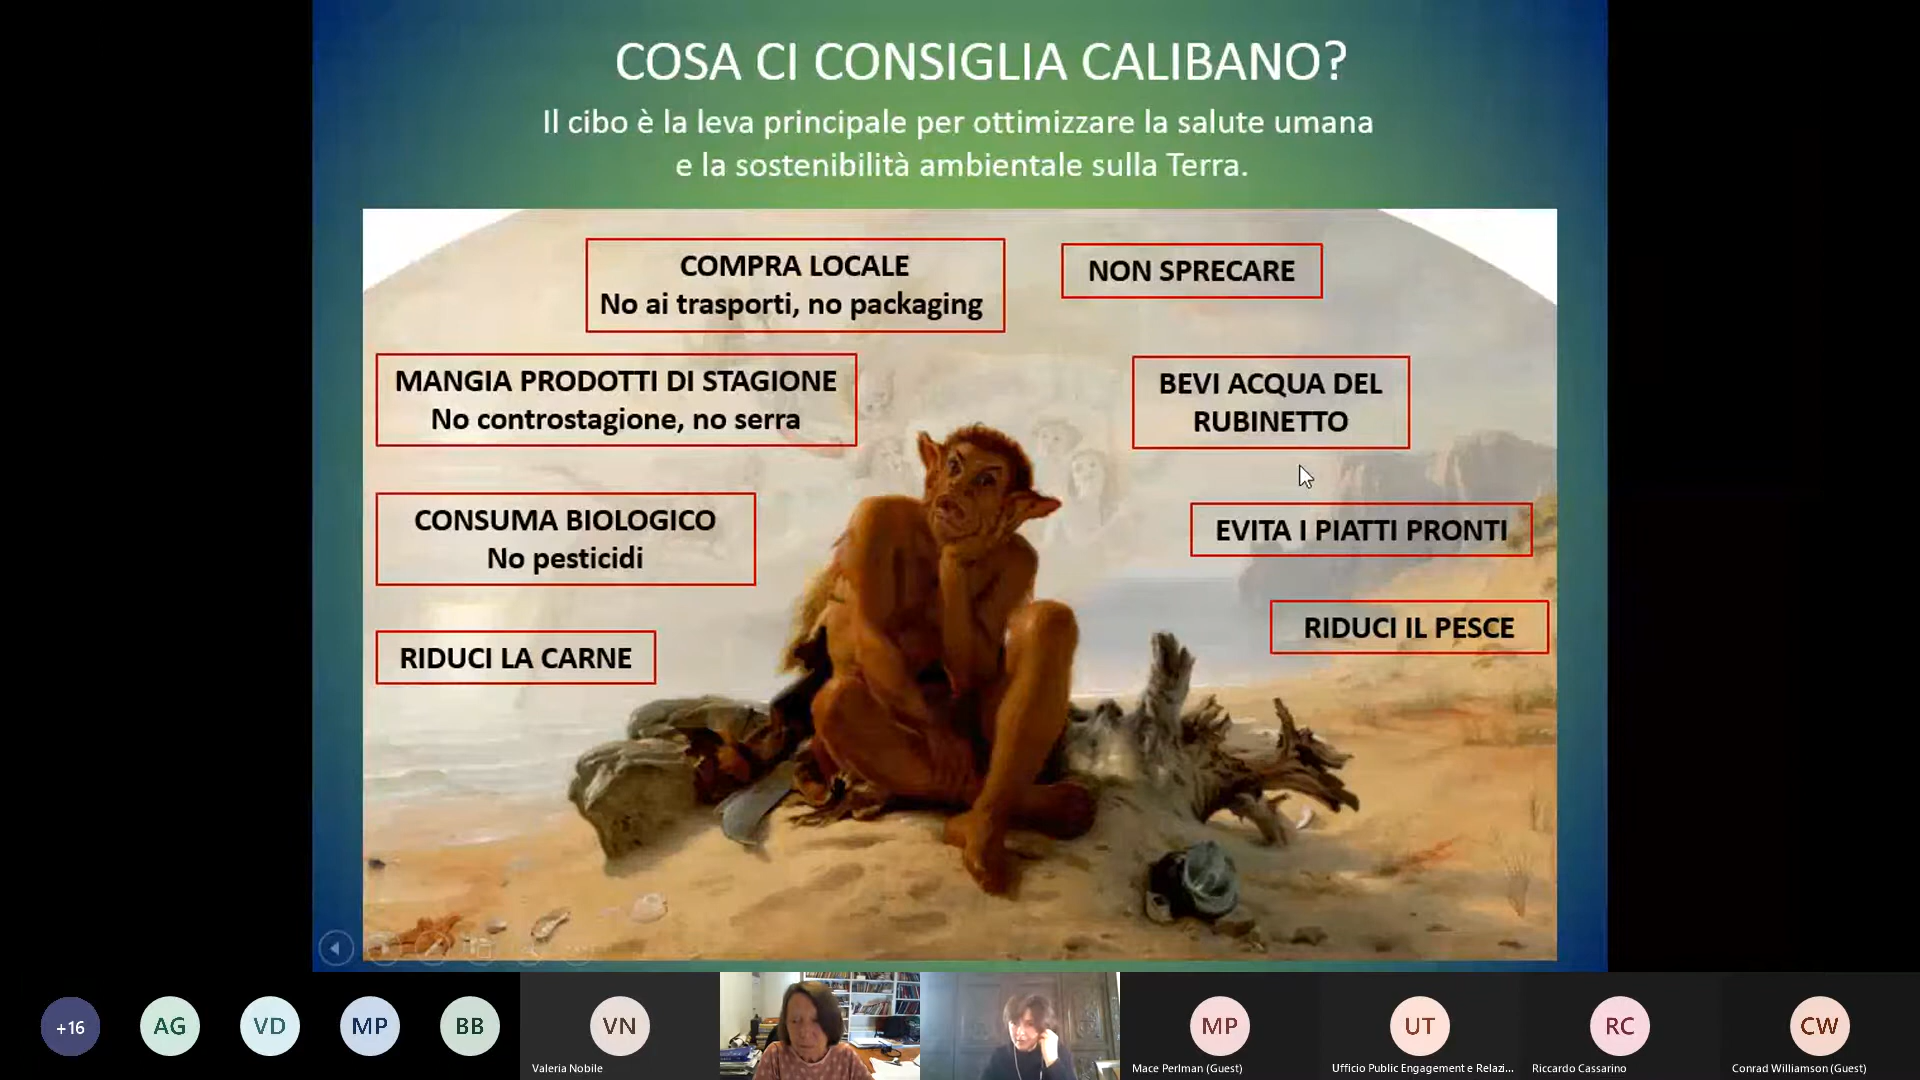 COSA CI CONSIGLIA CALIBANO?
Il cibo è la leva principale per ottimizzare la salute umana
e la sostenibilità ambientale sulla Terra.
COMPRA LOCALE
No ai trasporti, no packaging
NON SPRECARE
MANGIA PRODOTTI DI STAGIONE
No controstagione, no serra
BEVI ACQUA DEL
RUBINETTO
CONSUMA BIOLOGICO
No pesticidi
EVITA I PIATTI PRONTI
RIDUCI LA CARNE
RIDUCI IL PESCE
+16
AG
VD
MP
BB
VN
Valeria Nobile
MP
Mace Perlman (Guest)
UT
Ufficio Public Engagement e Relazi...
RC
Riccardo Cassarino
CW
Conrad Williamson (Guest)